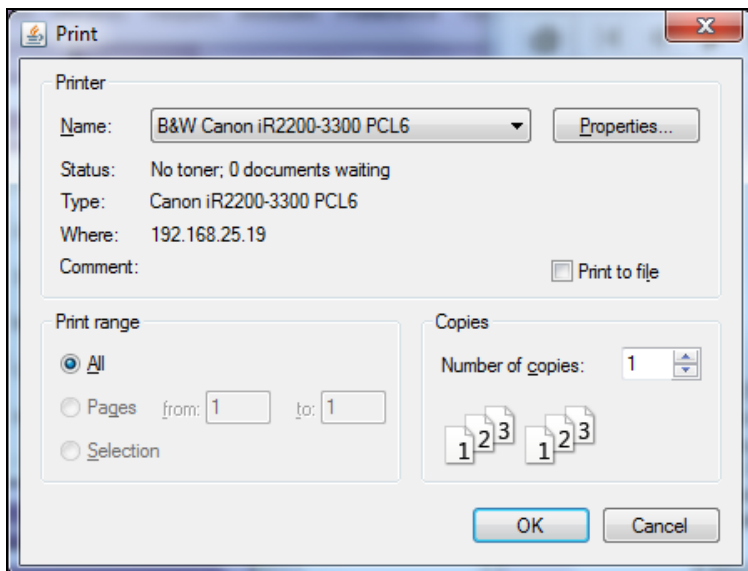 Print
Printer
Name: B&W Canon iR2200-3300 PCL6 Properties...
Status: No toner; 0 documents waiting
Type: Canon iR2200-3300 PCL6
Where: 192.168.25.19
Comment:
Print to file
Print range
All
Pages from: 1 to: 1
Selection
Copies
Number of copies: 1
1 2 3 1 2 3
OK Cancel